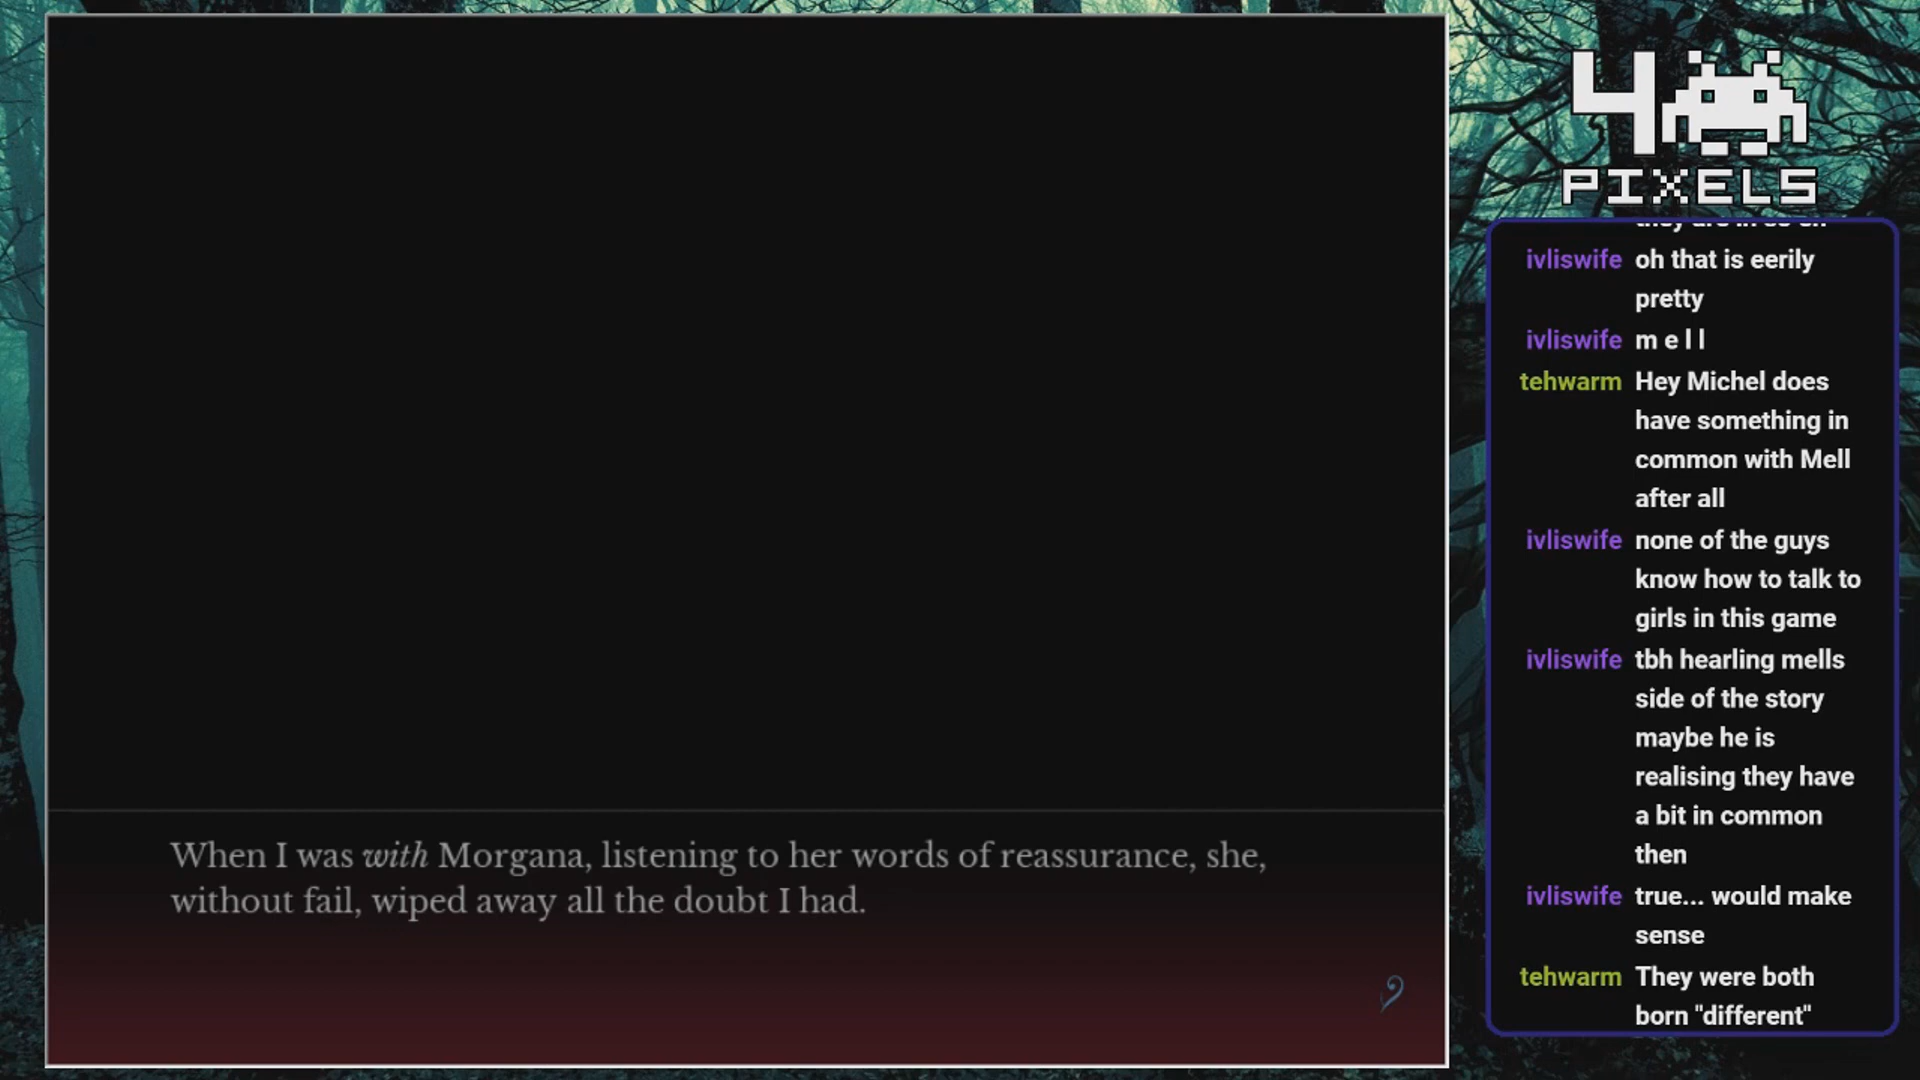 When I was with Morgana, listening to her words of reassurance, she,
without fail, wiped away all the doubt I had.
4
PIXELS
ivliswife oh that is eerily
pretty
ivliswife m e l l
tehwarm Hey Michel does
have something in
common with Mell
after all
ivliswife none of the guys
know how to talk to
girls in this game
ivliswife tbh hearling mells
side of the story
maybe he is
realising they have
a bit in common
then
ivliswife true... would make
sense
tehwarm They were both
born "different"